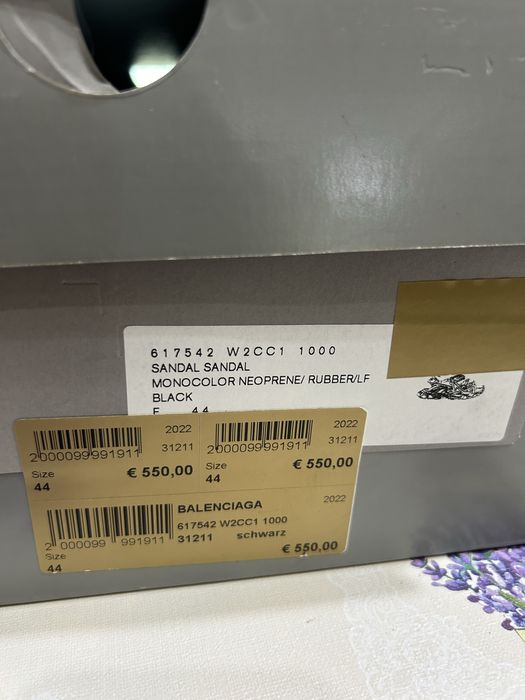 617542 W2CC1 1000
SANDAL SANDAL
MONOCOLOR NEOPRENE/ RUBBER/LF
BLACK
E 44
2022
31211
2000099991911
Size
€ 550,00
44
2022
31211
2000099991911
Size
€ 550,00
44
BALENCIAGA
2022
617542 W2CC1 1000
31211 schwarz
2 000099 991911
Size
€ 550,00
44